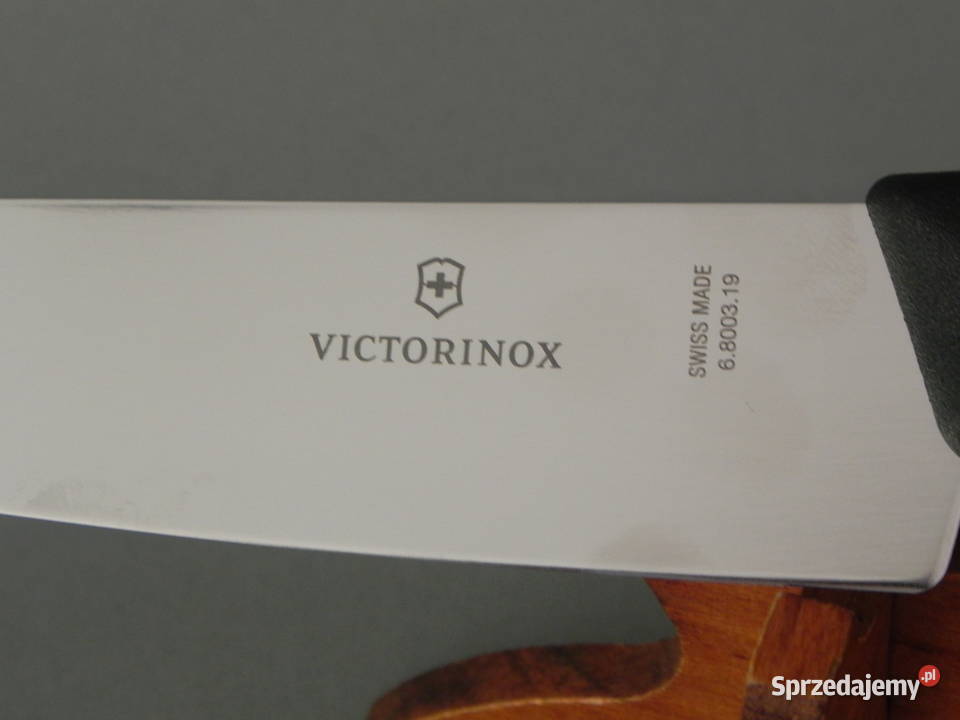 VICTORINOX
SWISS MADE
6.8003.19
Sprzedajemy.pl